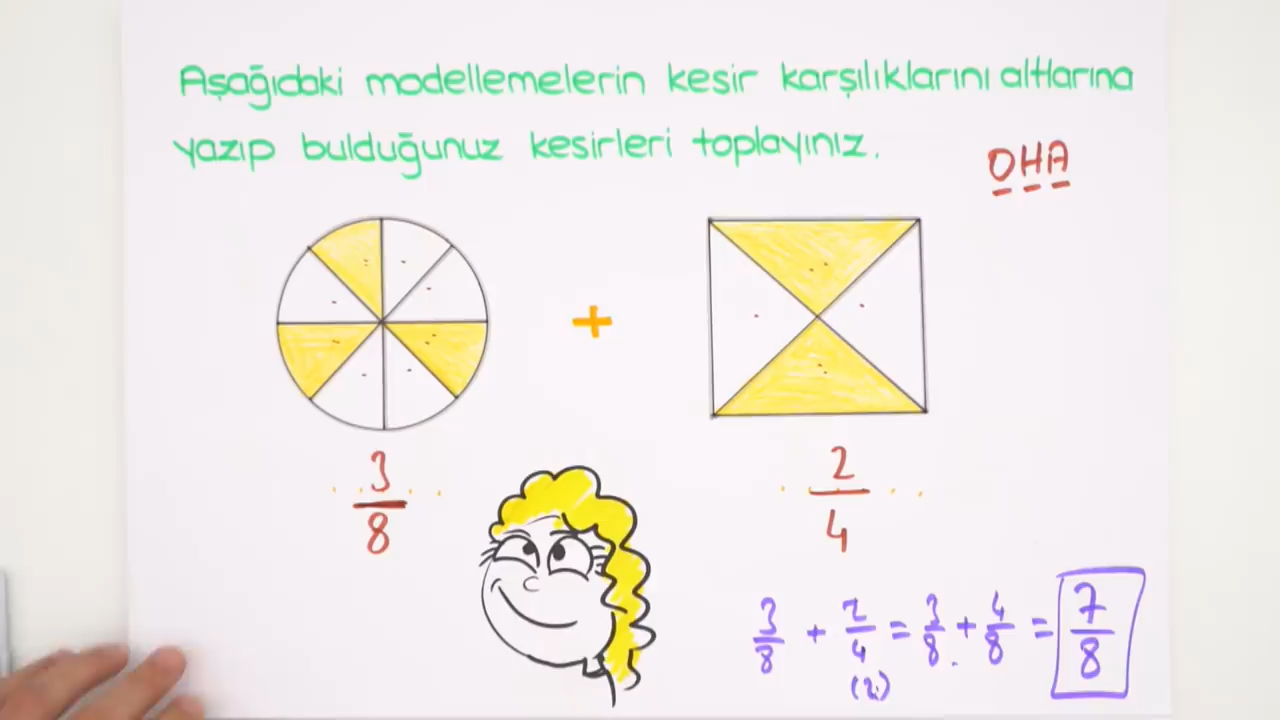 Aşağıdaki modellemelerin kesir karşılıklarını altlarına
yazıp bulduğunuz kesirleri toplayınız.
OHA
+
3/8
2/4
3/8 + 2/4 = 3/8 + 4/8 = 7/8
(2)